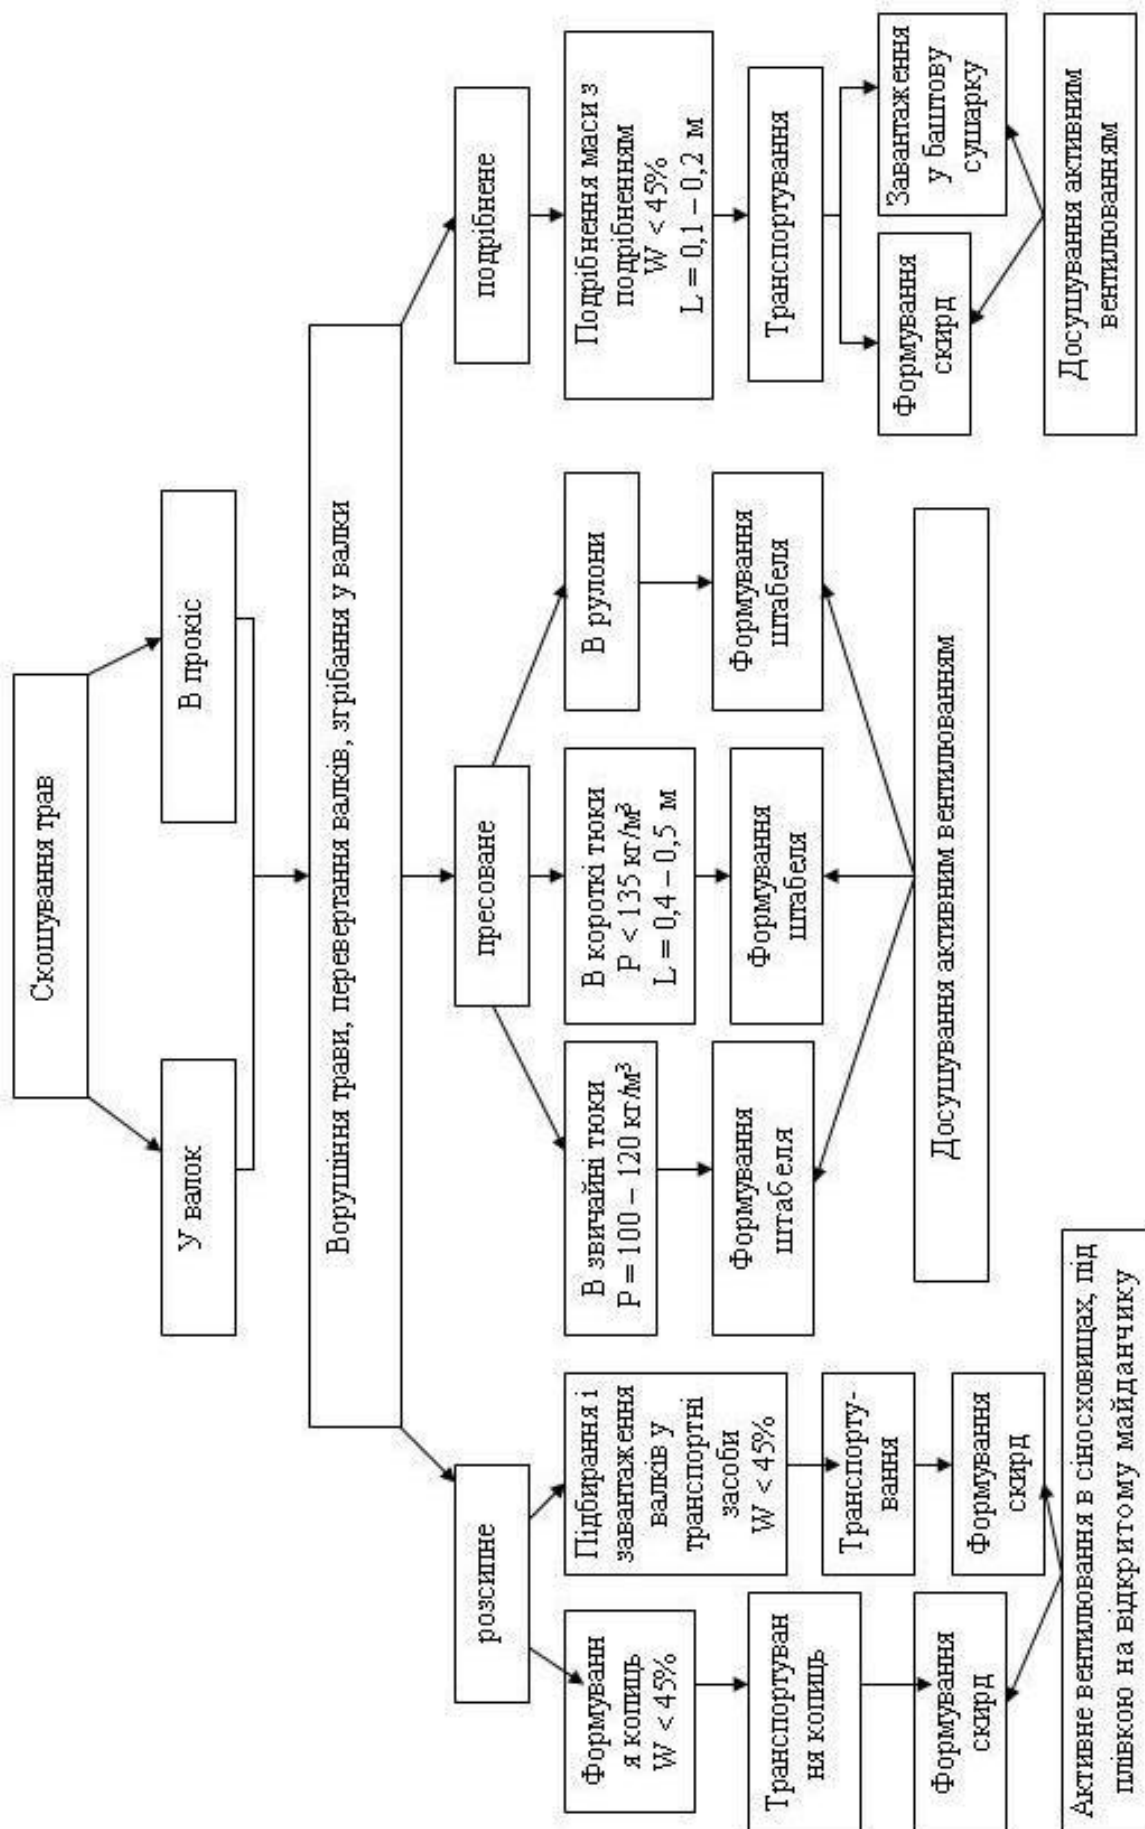 Скошування трав
У валок
В прокіс
Ворушіння трави, перевертання валків, згрібання у валки
розсипне
пресоване
подрібнене
Формуванн
я копиць
W < 45%
Підбирання і
завантаження
валків у
транспортні
засоби
W < 45%
В звичайні тюки
P = 100 – 120 кг/м³
В короткі тюки
P < 135 кг/м³
L = 0,4 – 0,5 м
В рулони
Подрібнення маси з
подрібненням
W < 45%
L = 0,1 – 0,2 м
Транспортуван
ня копиць
Транспорту-
вання
Формування
штабеля
Формування
штабеля
Формування
штабеля
Транспортування
Формування
скирд
Формування
скирд
Формування
скирд
Завантаження
у баштову
сушарку
Активне вентилювання в сіносховищах, під
плівкою на відкритому майданчику
Досушування активним вентилюванням
Досушування активним
вентилюванням